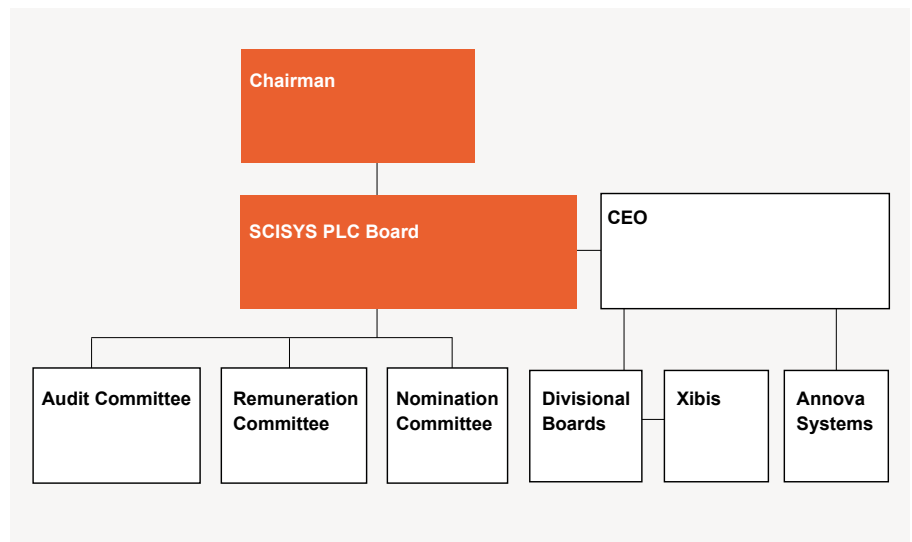 Chairman
SCISYS PLC Board
CEO
Audit Committee
Remuneration
Committee
Nomination
Committee
Divisional
Boards
Xibis
Annova
Systems